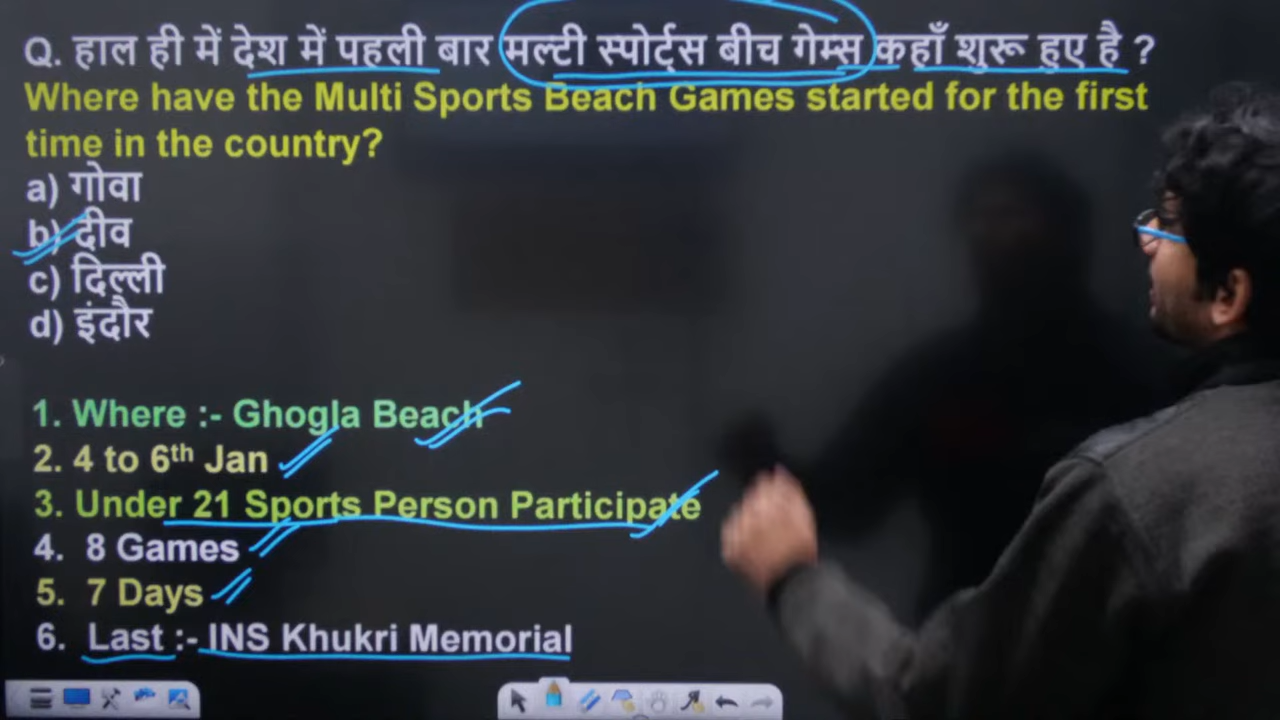 Q. हाल ही में देश में पहली बार मल्टी स्पोर्ट्स बीच गेम्स कहाँ शुरू हुए है ?
Where have the Multi Sports Beach Games started for the first
time in the country?
a) गोवा
b) दीव
c) दिल्ली
d) इंदौर
1. Where :- Ghogla Beach
2. 4 to 6th Jan
3. Under 21 Sports Person Participate
4. 8 Games
5. 7 Days
6. Last :- INS Khukri Memorial